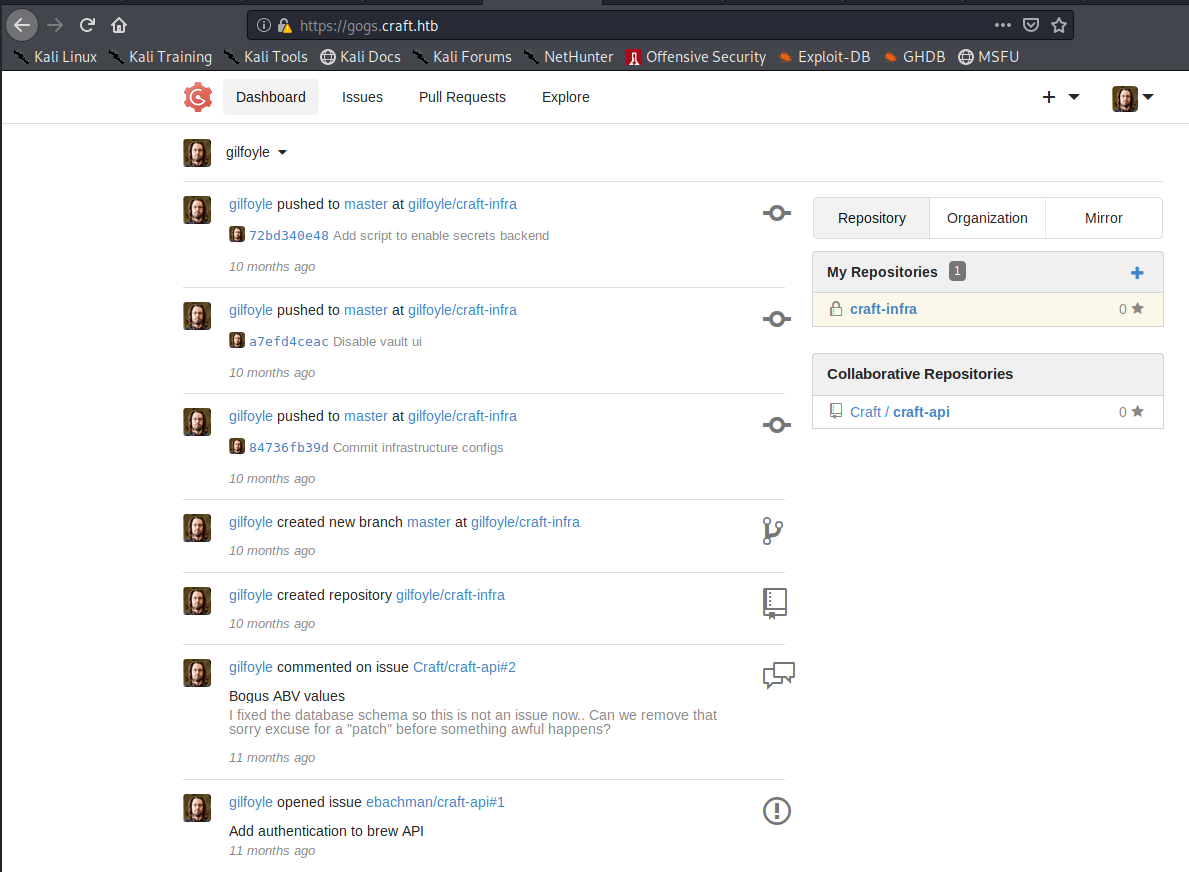 https://gogs.craft.htb
Kali Linux Kali Training Kali Tools Kali Docs Kali Forums NetHunter Offensive Security Exploit-DB GHDB MSFU
Dashboard Issues Pull Requests Explore
gilfoyle
gilfoyle pushed to master at gilfoyle/craft-infra
72bd340e48 Add script to enable secrets backend
10 months ago
gilfoyle pushed to master at gilfoyle/craft-infra
a7efd4ceac Disable vault ui
10 months ago
gilfoyle pushed to master at gilfoyle/craft-infra
84736fb39d Commit infrastructure configs
10 months ago
gilfoyle created new branch master at gilfoyle/craft-infra
10 months ago
gilfoyle created repository gilfoyle/craft-infra
10 months ago
gilfoyle commented on issue Craft/craft-api#2
Bogus ABV values
I fixed the database schema so this is not an issue now.. Can we remove that
sorry excuse for a "patch" before something awful happens?
11 months ago
gilfoyle opened issue ebachman/craft-api#1
Add authentication to brew API
11 months ago
Repository Organization Mirror
My Repositories 1
craft-infra 0
Collaborative Repositories
Craft / craft-api 0